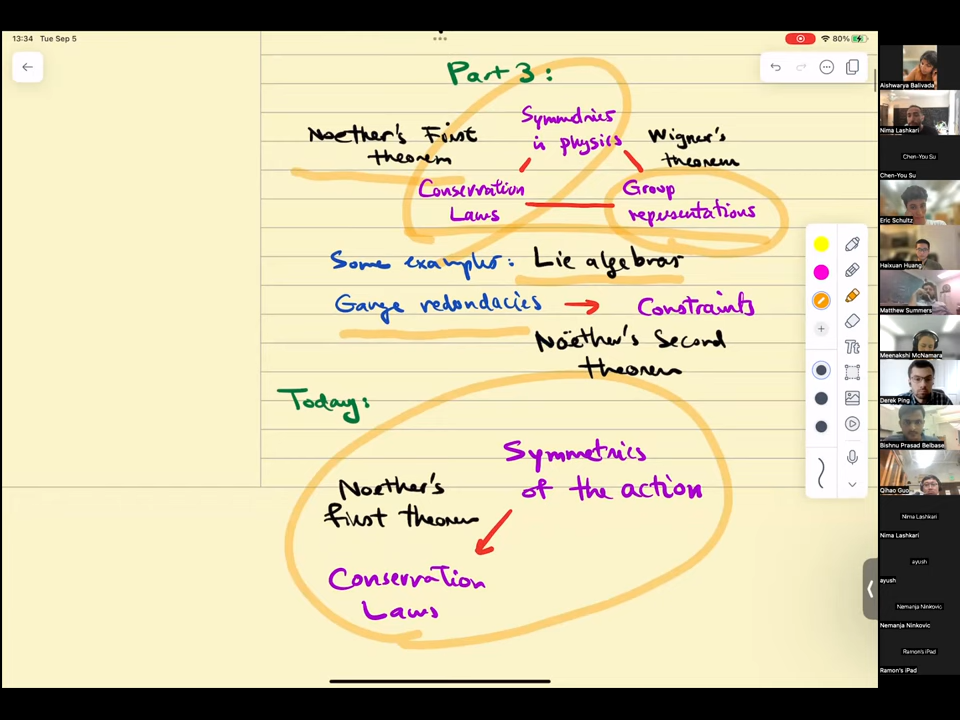 13:34 Tue Sep 5
80%
Part 3:
Symmetries
in physics
Noether's First
theorem
Wigner's
theorem
Conservation
Laws
Group
representations
Some examples: Lie algebras
Gauge redondacies → Constraints
Noether's Second
theorem
Today:
Symmetries
of the action
Noether's
first theorem
Conservation
Laws
Tt
Aishwarya Balivada
Nima Lashkari
Chen-You Su
Chen-You Su
Eric Schultz
Haixuan Huang
Matthew Summers
Meenakshi McNamara
Derek Ping
Bishnu Prasad Belbase
Qihao Guo
Nima Lashkari
Nima Lashkari
ayush
ayush
Nemanja Ninkovic
Nemanja Ninkovic
Ramon's iPad
Ramon's iPad